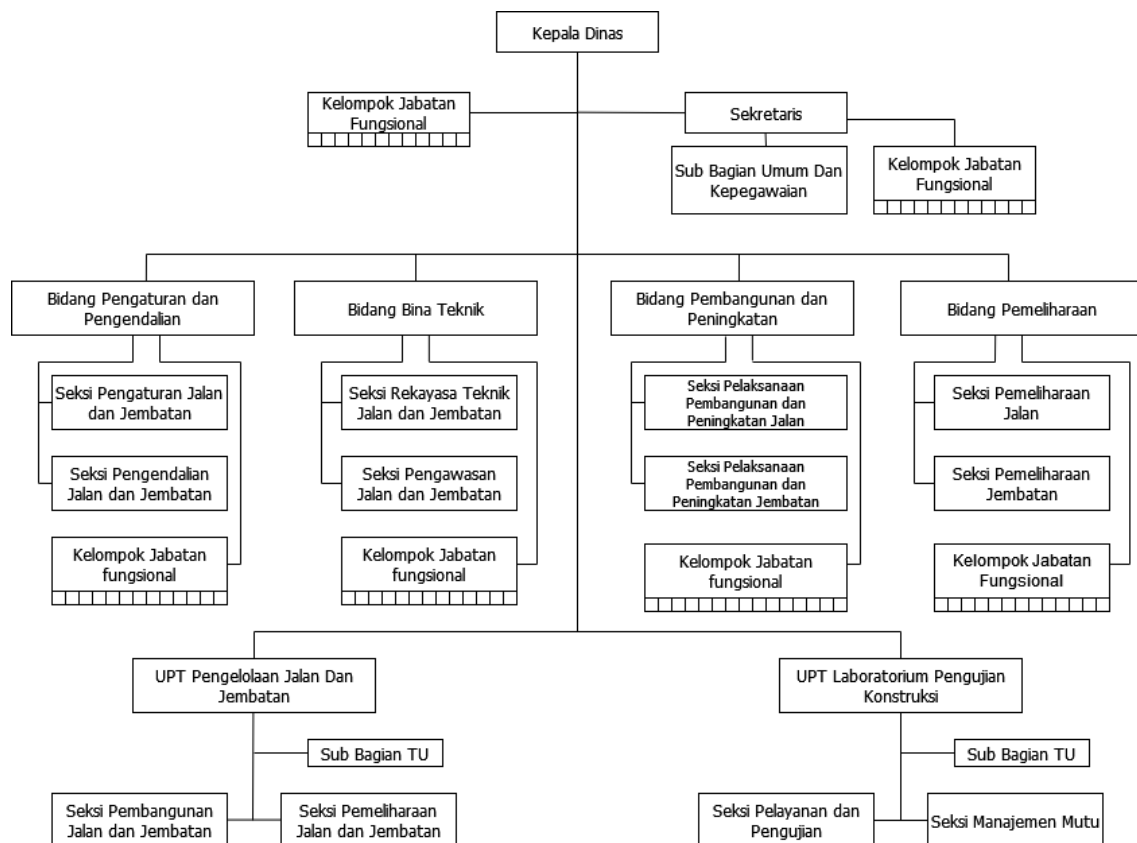 Kepala Dinas
Kelompok Jabatan
Fungsional
Sekretaris
Sub Bagian Umum Dan
Kepegawaian
Kelompok Jabatan
Fungsional
Bidang Pengaturan dan
Pengendalian
Bidang Bina Teknik
Bidang Pembangunan dan
Peningkatan
Bidang Pemeliharaan
Seksi Pengaturan Jalan
dan Jembatan
Seksi Rekayasa Teknik
Jalan dan Jembatan
Seksi Pelaksanaan
Pembangunan dan
Peningkatan Jalan
Seksi Pemeliharaan
Jalan
Seksi Pengendalian
Jalan dan Jembatan
Seksi Pengawasan
Jalan dan Jembatan
Seksi Pelaksanaan
Pembangunan dan
Peningkatan Jembatan
Seksi Pemeliharaan
Jembatan
Kelompok Jabatan
fungsional
Kelompok Jabatan
fungsional
Kelompok Jabatan
fungsional
Kelompok Jabatan
Fungsional
UPT Pengelolaan Jalan Dan
Jembatan
UPT Laboratorium Pengujian
Konstruksi
Sub Bagian TU
Sub Bagian TU
Seksi Pembangunan
Jalan dan Jembatan
Seksi Pemeliharaan
Jalan dan Jembatan
Seksi Pelayanan dan
Pengujian
Seksi Manajemen Mutu